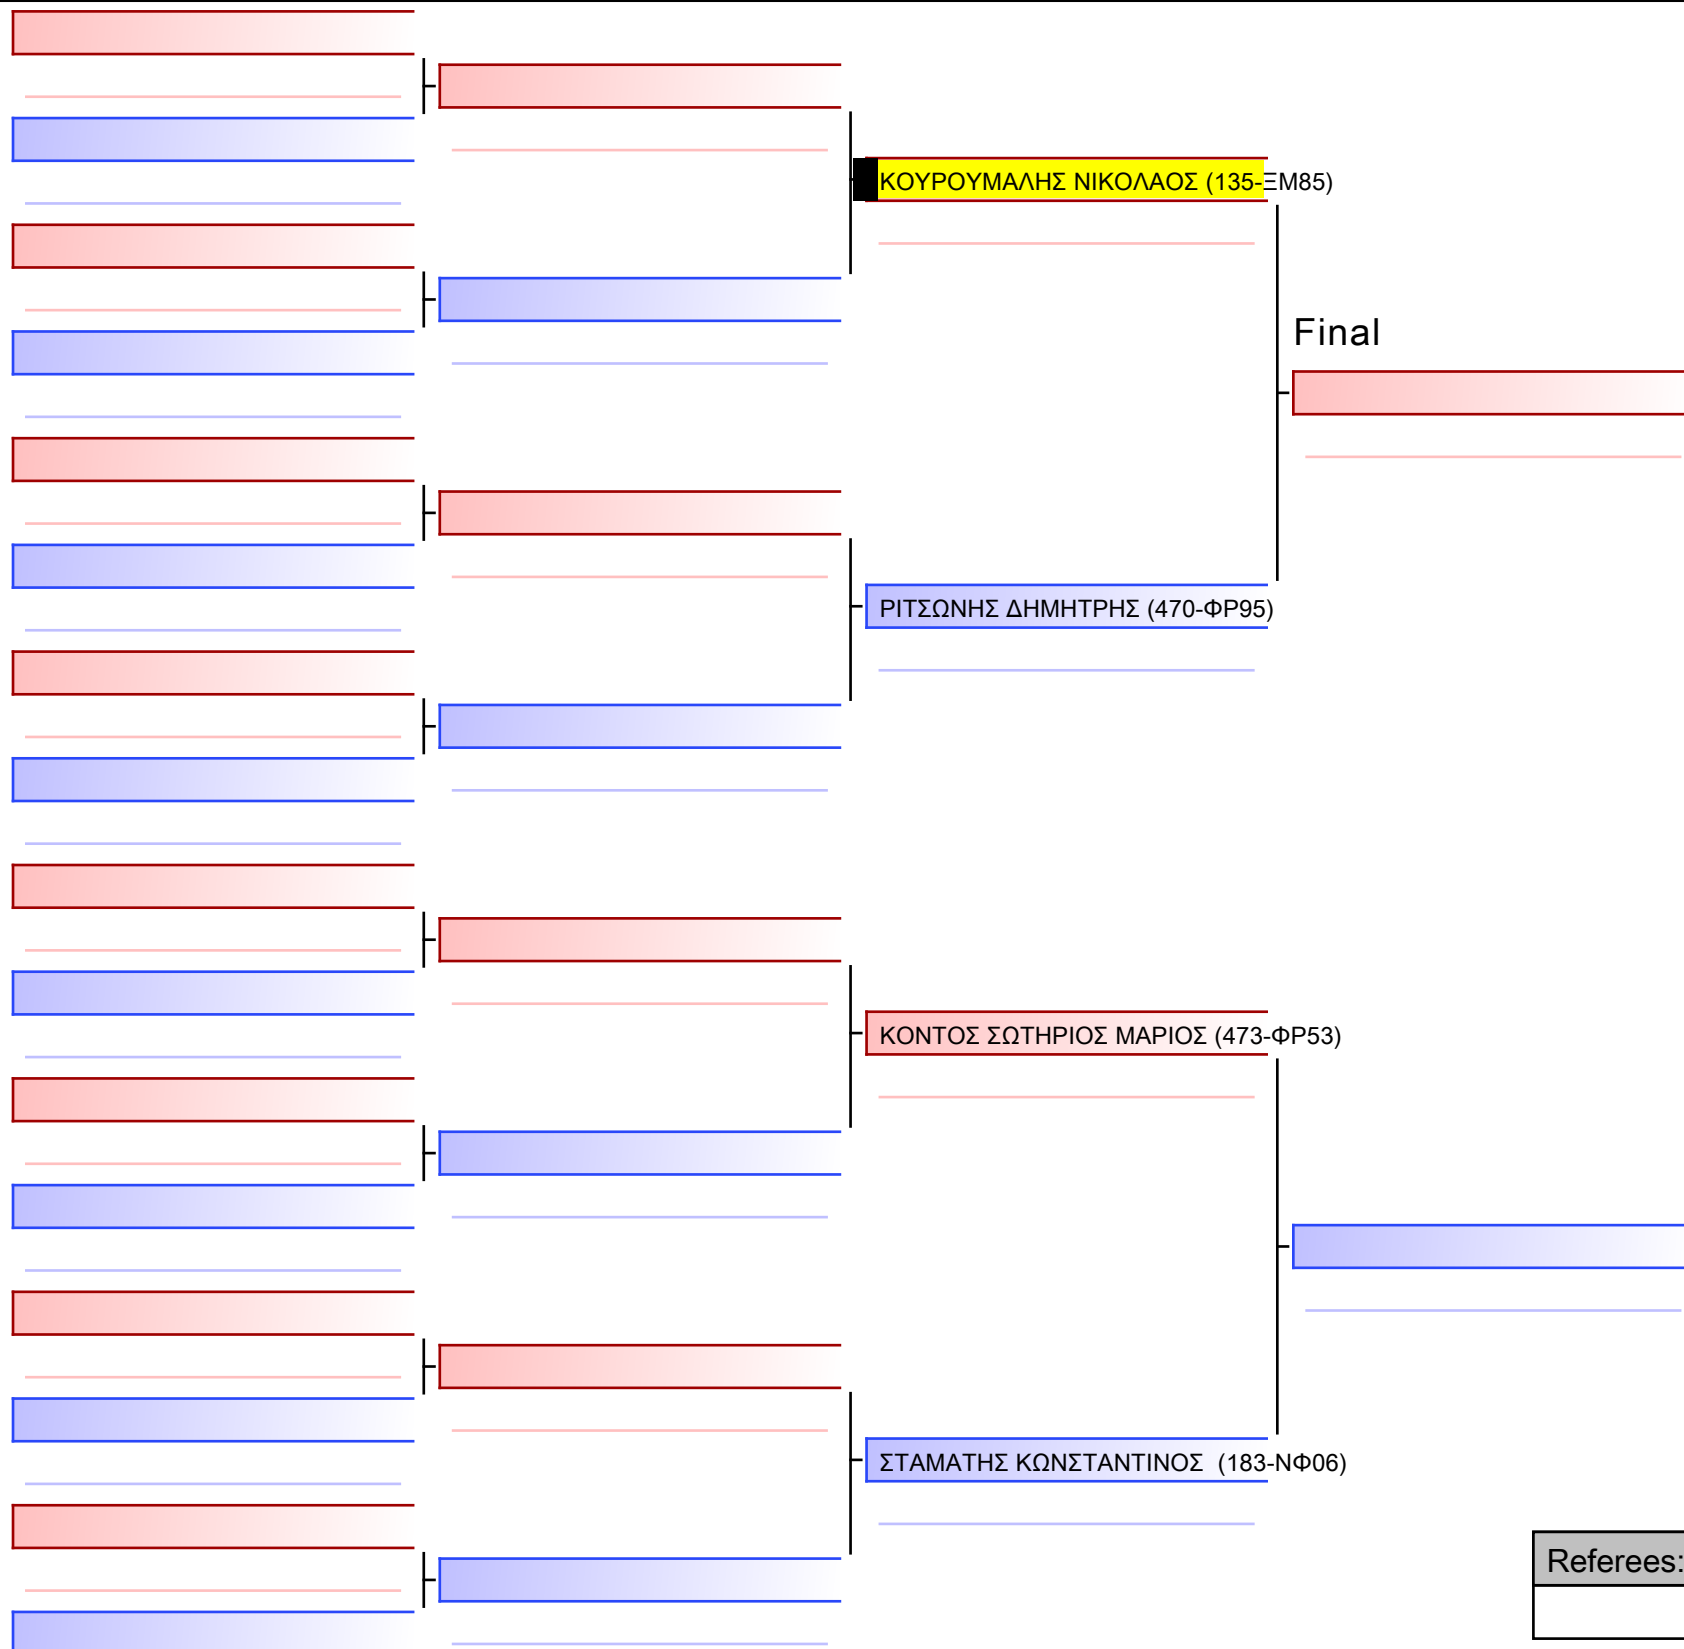 ΚΟΥΡΟΥΜΑΛΗΣ ΝΙΚΟΛΑΟΣ (135-ΞΜ85)
Final
ΡΙΤΣΩΝΗΣ ΔΗΜΗΤΡΗΣ (470-ΦΡ95)
ΚΟΝΤΟΣ ΣΩΤΗΡΙΟΣ ΜΑΡΙΟΣ (473-ΦΡ53)
ΣΤΑΜΑΤΗΣ ΚΩΝΣΤΑΝΤΙΝΟΣ (183-ΝΦ06)
Referees: